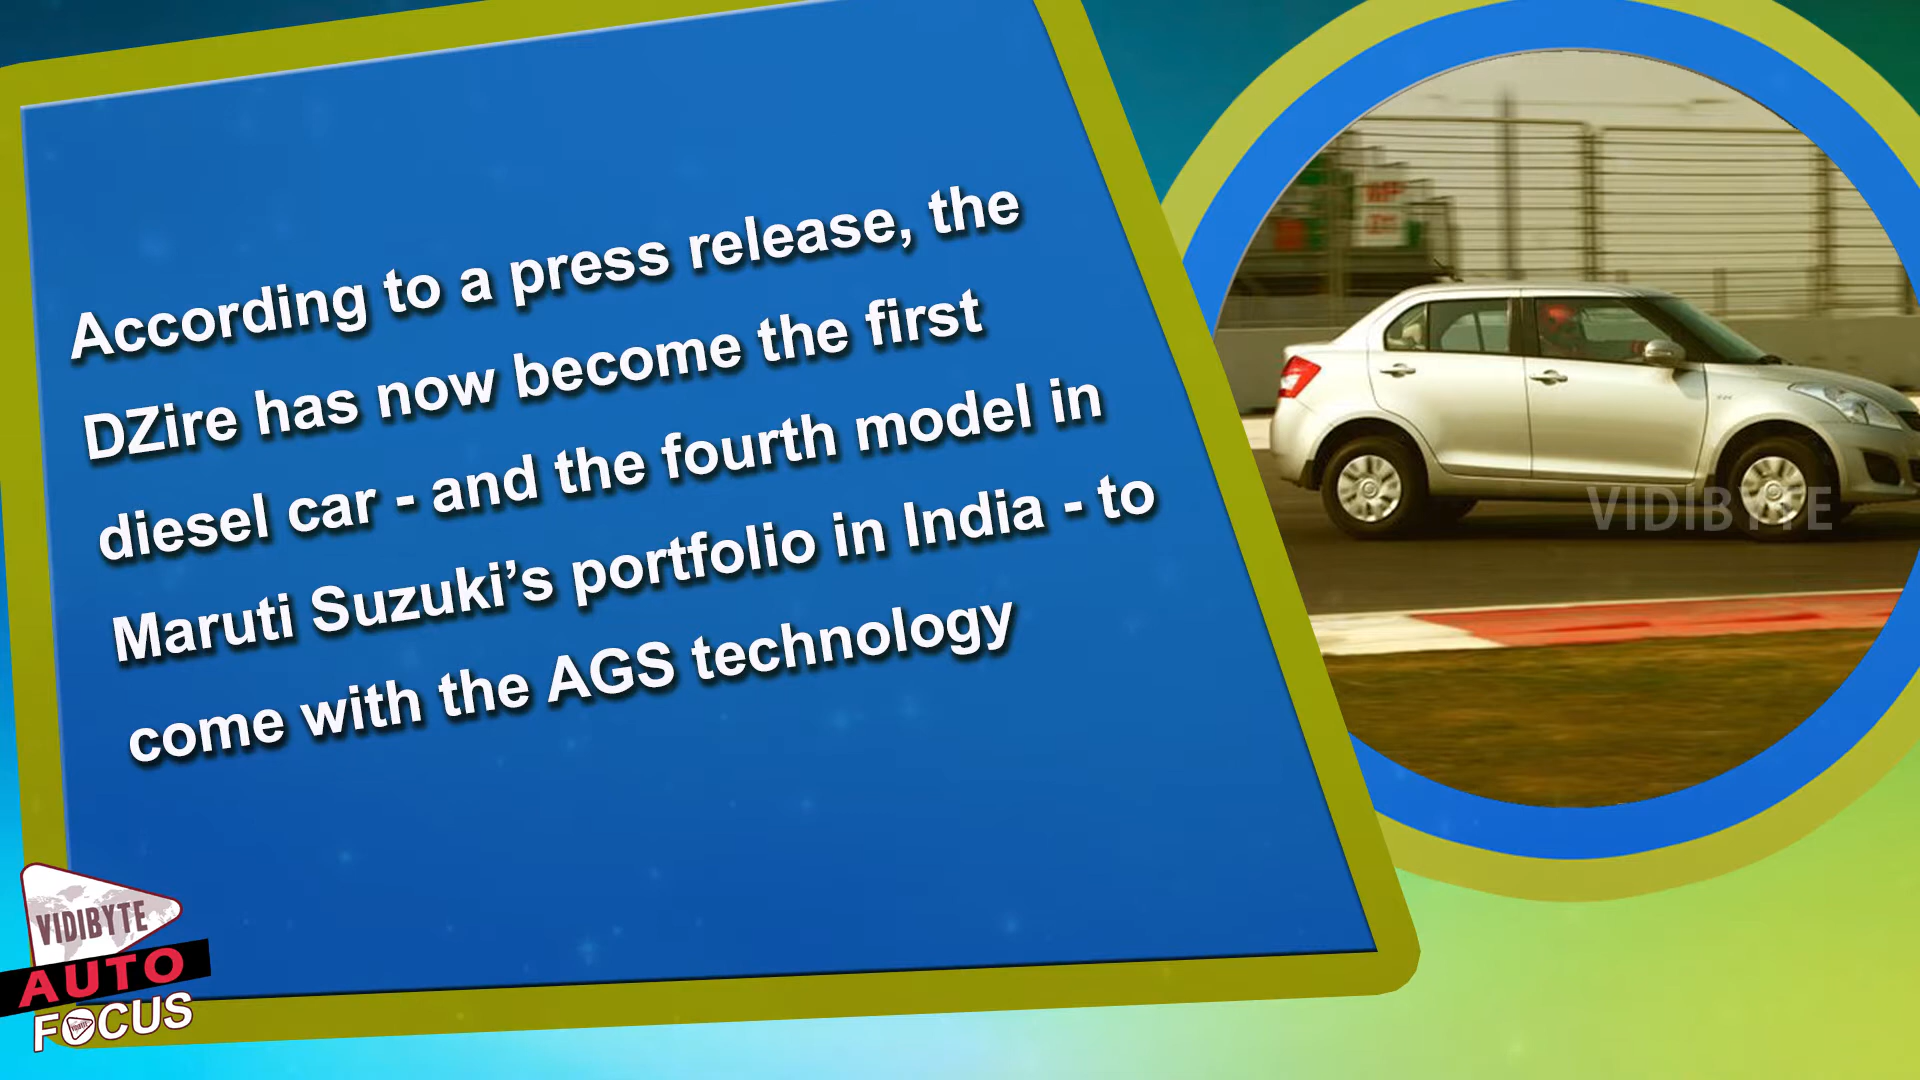 According to a press release, the
DZire has now become the first
diesel car - and the fourth model in
Maruti Suzuki’s portfolio in India - to
come with the AGS technology
VIDIBYTE
VIDIBYTE
AUTO
FOCUS